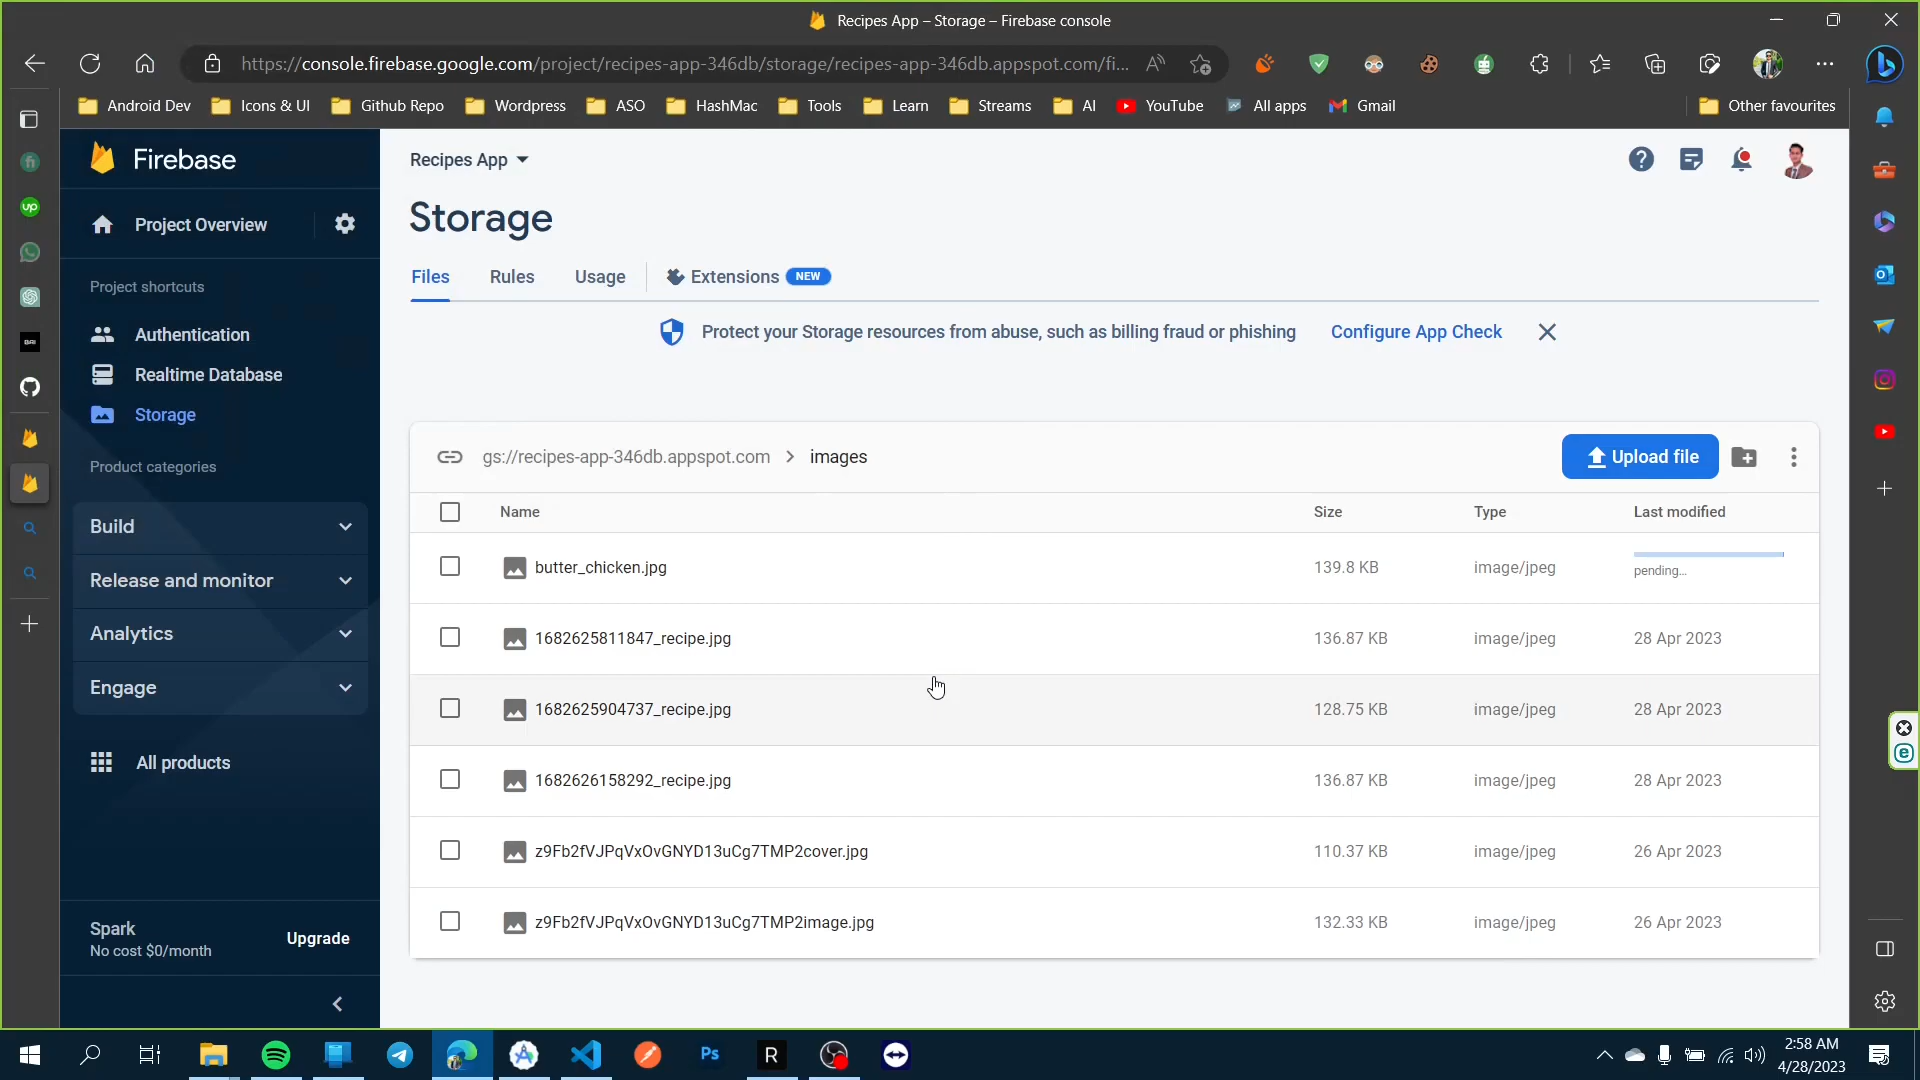 Recipes App – Storage – Firebase console
https://console.firebase.google.com/project/recipes-app-346db/storage/recipes-app-346db.appspot.com/fi...
Android Dev Icons & UI Github Repo Wordpress ASO HashMac Tools Learn Streams AI YouTube All apps Gmail Other favourites
Firebase
Project Overview
Project shortcuts
Authentication
Realtime Database
Storage
Product categories
Build
Release and monitor
Analytics
Engage
All products
Spark
No cost $0/month
Upgrade
Recipes App
Storage
Files Rules Usage Extensions NEW
Protect your Storage resources from abuse, such as billing fraud or phishing Configure App Check
gs://recipes-app-346db.appspot.com > images
Upload file
Name Size Type Last modified
butter_chicken.jpg 139.8 KB image/jpeg pending...
1682625811847_recipe.jpg 136.87 KB image/jpeg 28 Apr 2023
1682625904737_recipe.jpg 128.75 KB image/jpeg 28 Apr 2023
1682626158292_recipe.jpg 136.87 KB image/jpeg 28 Apr 2023
z9Fb2fVJPqVxOvGNYD13uCg7TMP2cover.jpg 110.37 KB image/jpeg 26 Apr 2023
z9Fb2fVJPqVxOvGNYD13uCg7TMP2image.jpg 132.33 KB image/jpeg 26 Apr 2023
Ps
R
2:58 AM
4/28/2023